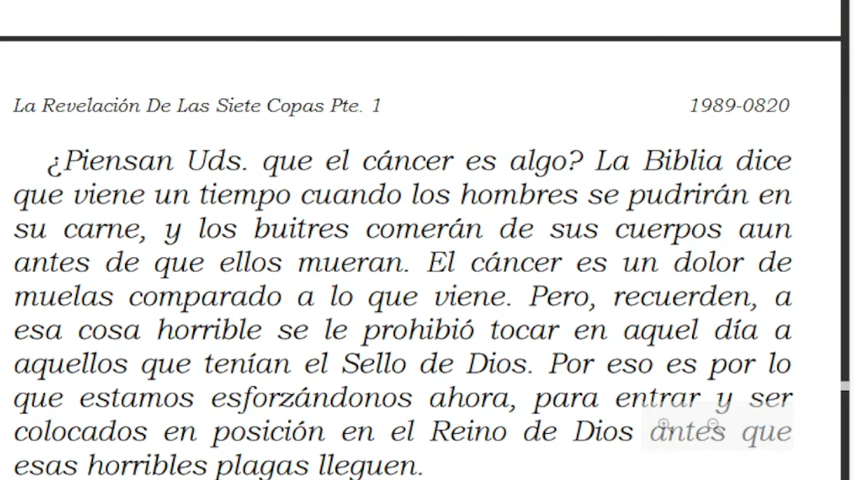 La Revelación De Las Siete Copas Pte. 1 1989-0820
¿Piensan Uds. que el cáncer es algo? La Biblia dice
que viene un tiempo cuando los hombres se pudrirán en
su carne, y los buitres comerán de sus cuerpos aun
antes de que ellos mueran. El cáncer es un dolor de
muelas comparado a lo que viene. Pero, recuerden, a
esa cosa horrible se le prohibió tocar en aquel día a
aquellos que tenían el Sello de Dios. Por eso es por lo
que estamos esforzándonos ahora, para entrar y ser
colocados en posición en el Reino de Dios antes que
esas horribles plagas lleguen.